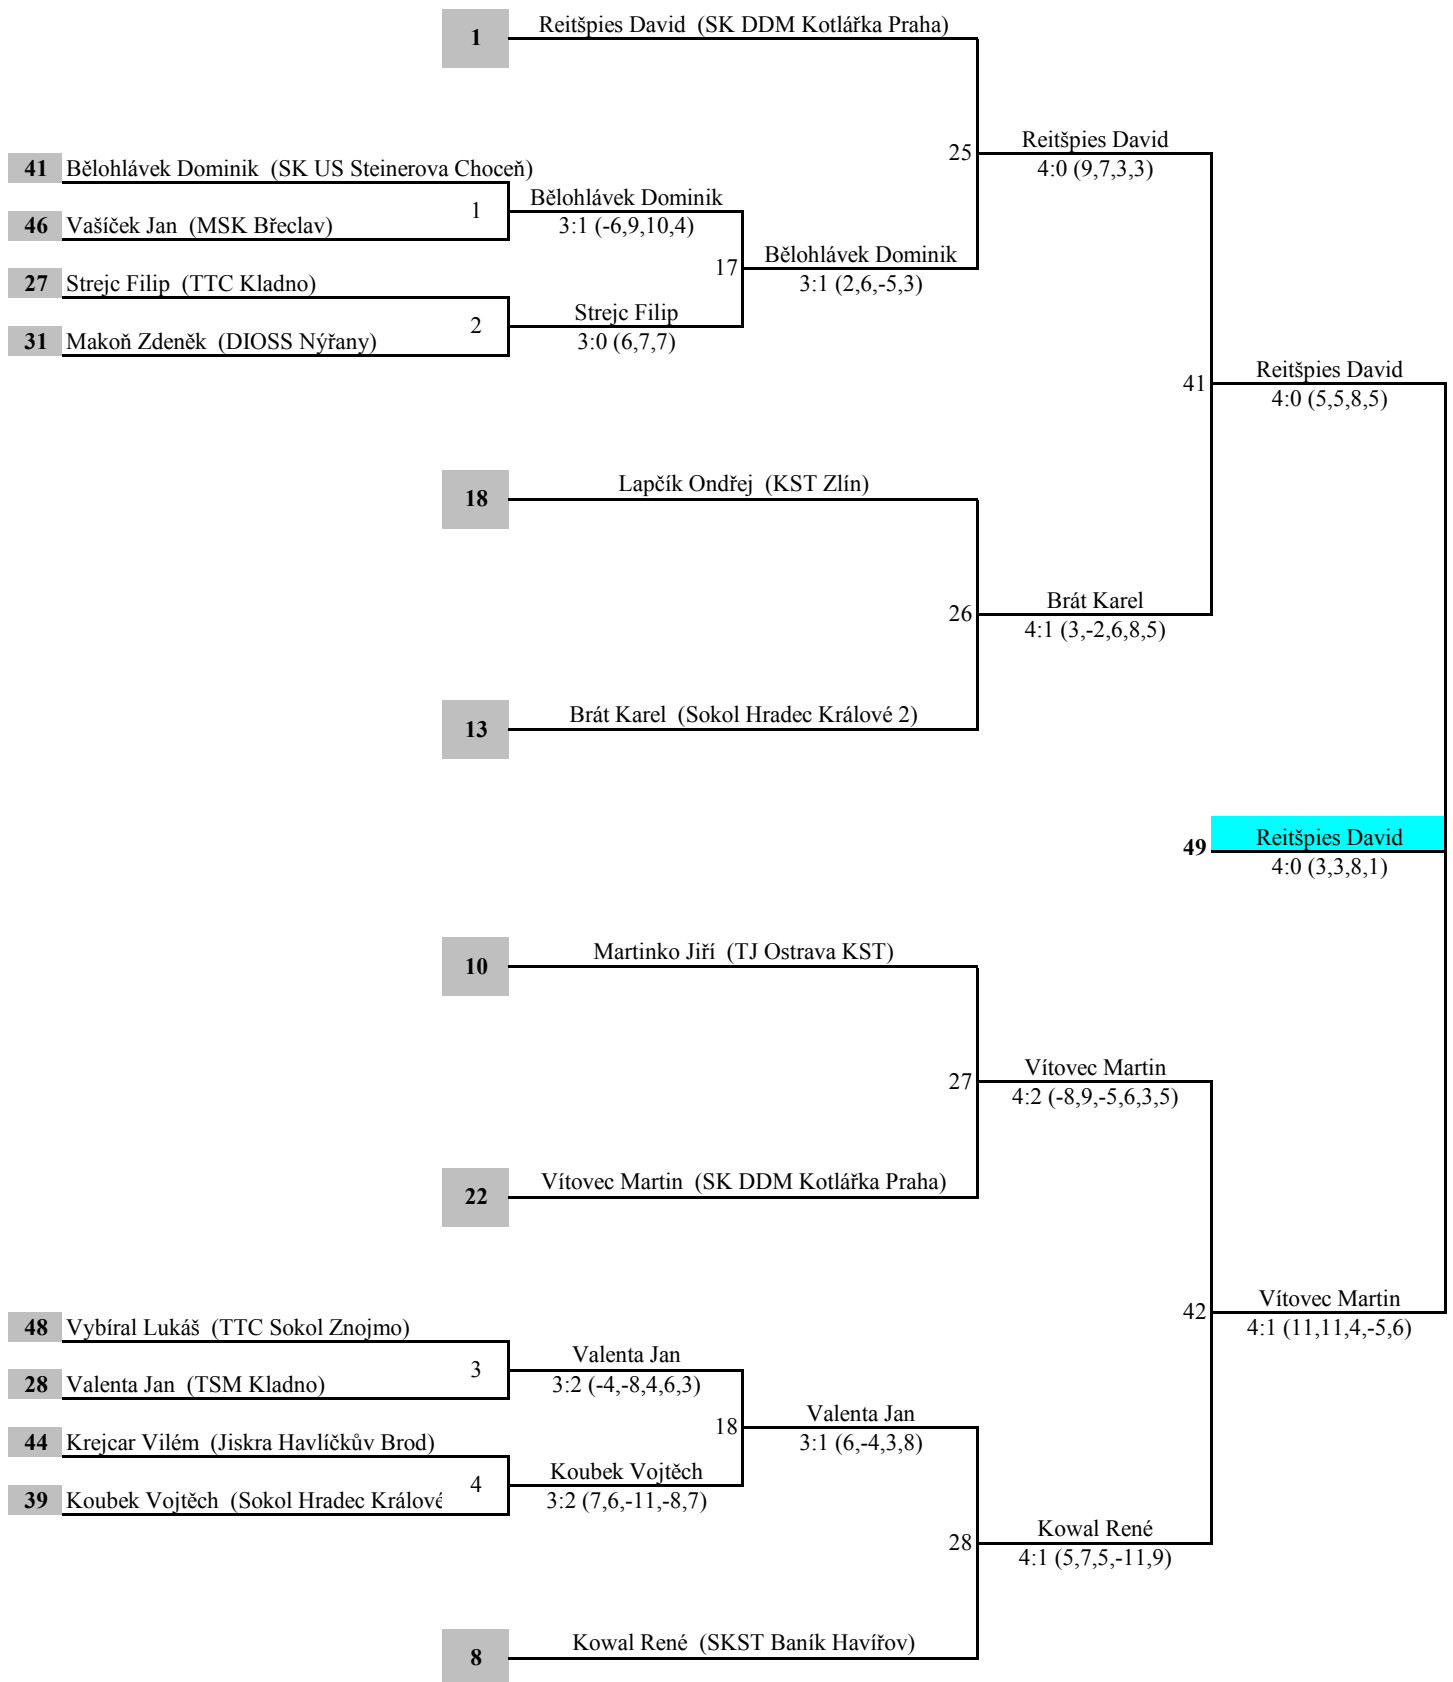 1
Reitšpies David (SK DDM Kotlářka Praha)
25
Reitšpies David
4:0 (9,7,3,3)
41 Bělohlávek Dominik (SK US Steinerova Choceň)
1
Bělohlávek Dominik
3:1 (-6,9,10,4)
46 Vašíček Jan (MSK Břeclav)
17
Bělohlávek Dominik
3:1 (2,6,-5,3)
27 Strejc Filip (TTC Kladno)
2
Strejc Filip
3:0 (6,7,7)
31 Makoň Zdeněk (DIOSS Nýřany)
41
Reitšpies David
4:0 (5,5,8,5)
18
Lapčík Ondřej (KST Zlín)
26
Brát Karel
4:1 (3,-2,6,8,5)
13
Brát Karel (Sokol Hradec Králové 2)
49
Reitšpies David
4:0 (3,3,8,1)
10
Martinko Jiří (TJ Ostrava KST)
27
Vítovec Martin
4:2 (-8,9,-5,6,3,5)
22
Vítovec Martin (SK DDM Kotlářka Praha)
42
Vítovec Martin
4:1 (11,11,4,-5,6)
48 Vybíral Lukáš (TTC Sokol Znojmo)
3
Valenta Jan
3:2 (-4,-8,4,6,3)
28 Valenta Jan (TSM Kladno)
18
Valenta Jan
3:1 (6,-4,3,8)
44 Krejcar Vilém (Jiskra Havlíčkův Brod)
4
Koubek Vojtěch
3:2 (7,6,-11,-8,7)
39 Koubek Vojtěch (Sokol Hradec Králové
28
Kowal René
4:1 (5,7,5,-11,9)
8
Kowal René (SKST Baník Havířov)